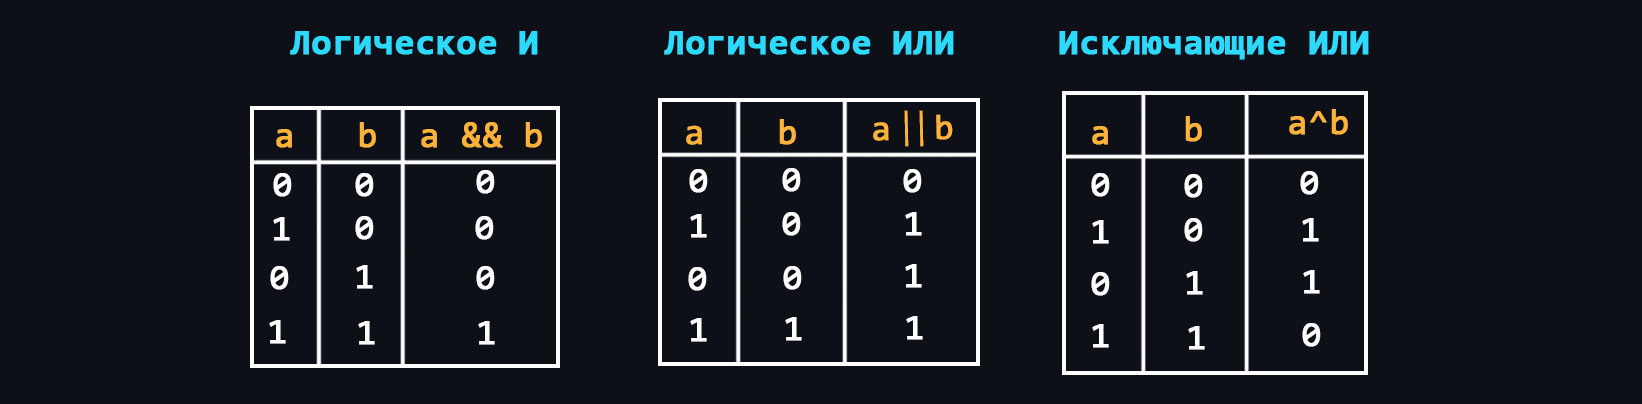 Логическое И
a b a && b
0 0 0
1 0 0
0 1 0
1 1 1
Логическое ИЛИ
a b a||b
0 0 0
1 0 1
0 0 1
1 1 1
Исключающие ИЛИ
a b a^b
0 0 0
1 0 1
0 1 1
1 1 0